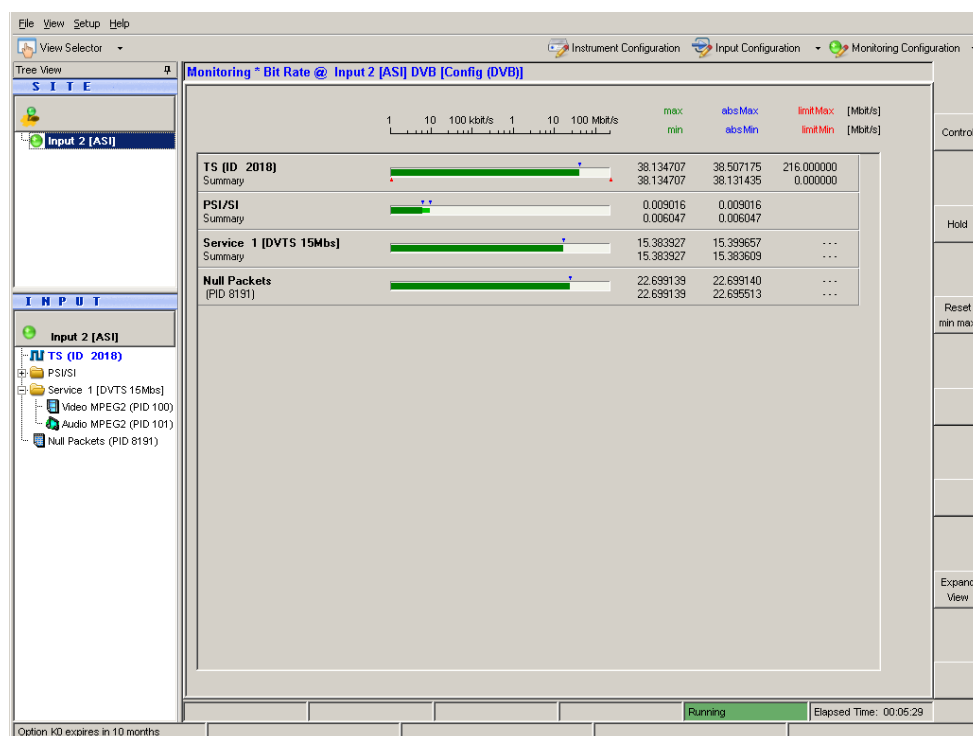 File View Setup Help
View Selector
Instrument Configuration Input Configuration Monitoring Configuration
Tree View
SITE
Input 2 [ASI]
INPUT
Input 2 [ASI]
TS (ID 2018)
PSI/SI
Service 1 [DVTS 15Mbs]
Video MPEG2 (PID 100)
Audio MPEG2 (PID 101)
Null Packets (PID 8191)
Monitoring * Bit Rate @ Input 2 [ASI] DVB [Config (DVB)]
1 10 100 kbit/s 1 10 100 Mbit/s
max absMax limitMax [Mbit/s]
min absMin limitMin [Mbit/s]
TS (ID 2018) 38.134707 38.507175 216.000000
Summary 38.134707 38.131435 0.000000
PSI/SI 0.009016 0.009016
Summary 0.006047 0.006047
Service 1 [DVTS 15Mbs] 15.383927 15.399657 ---
Summary 15.383927 15.383609 ---
Null Packets 22.699139 22.699140 ---
(PID 8191) 22.699139 22.695513 ---
Control
Hold
Reset
min max
Expand
View
Running Elapsed Time: 00:05:29
Option K0 expires in 10 months